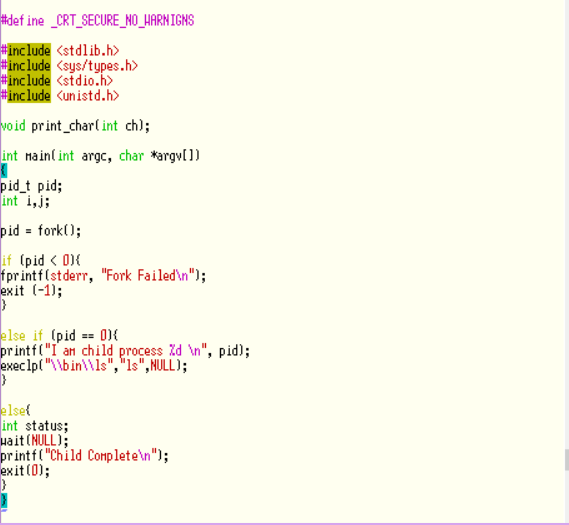 #define _CRT_SECURE_NO_WARNIGNS
#include <stdlib.h>
#include <sys/types.h>
#include <stdio.h>
#include <unistd.h>
void print_char(int ch);
int main(int argc, char *argv[])
{
pid_t pid;
int i,j;
pid = fork();
if (pid < 0){
fprintf(stderr, "Fork Failed\n");
exit (-1);
}
else if (pid == 0){
printf("I am child process %d \n", pid);
execlp("\\bin\\ls","ls",NULL);
}
else{
int status;
wait(NULL);
printf("Child Complete\n");
exit(0);
}
}
~